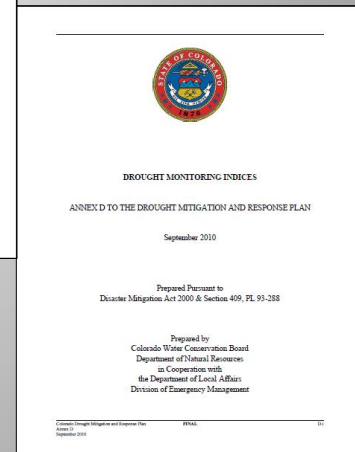 STATE OF COLORADO
1876
DROUGHT MONITORING INDICES
ANNEX D TO THE DROUGHT MITIGATION AND RESPONSE PLAN
September 2010
Prepared Pursuant to
Disaster Mitigation Act 2000 & Section 409, PL 93-288
Prepared by
Colorado Water Conservation Board
Department of Natural Resources
in Cooperation with
the Department of Local Affairs
Division of Emergency Management
Colorado Drought Mitigation and Response Plan FINAL D-i
Annex D
September 2010